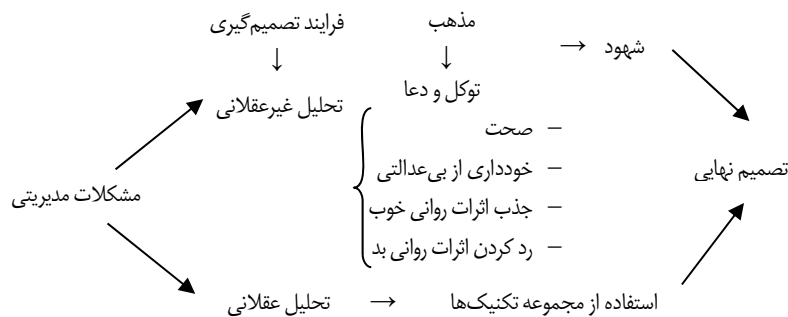 فرایند تصمیم‌گیری
مذهب
شهود
توکل و دعا
تحلیل غیرعقلانی
– صحت
– خودداری از بی‌عدالتی
– جذب اثرات روانی خوب
– رد کردن اثرات روانی بد
مشکلات مدیریتی
تصمیم نهایی
تحلیل عقلانی
استفاده از مجموعه تکنیک‌ها